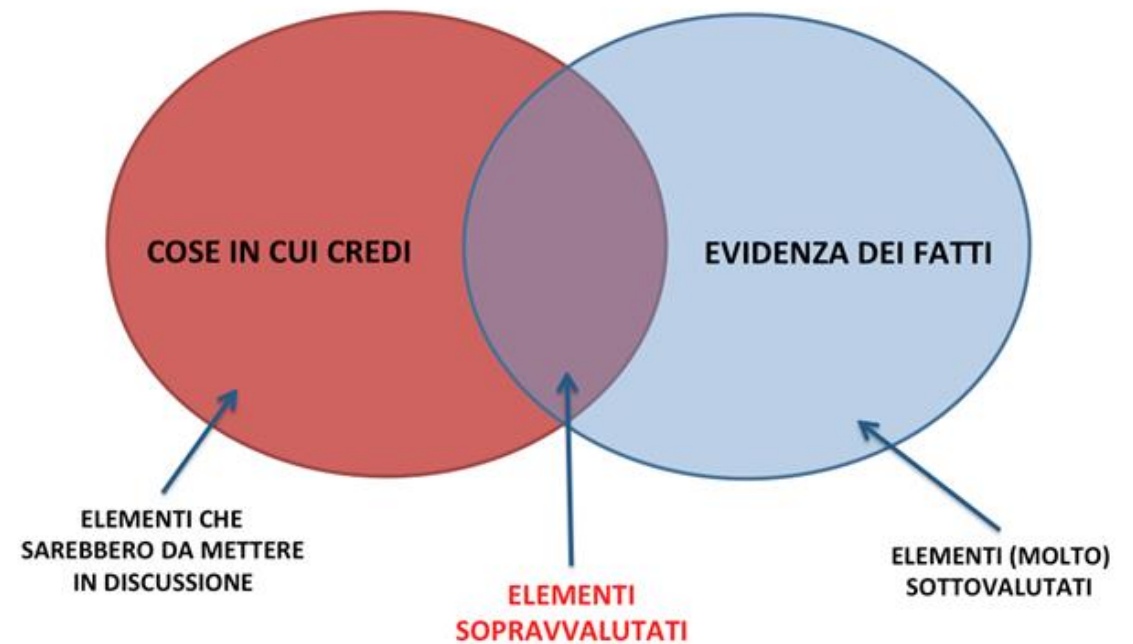 COSE IN CUI CREDI
EVIDENZA DEI FATTI
ELEMENTI CHE
SAREBBERO DA METTERE
IN DISCUSSIONE
ELEMENTI
SOPRAVVALUTATI
ELEMENTI (MOLTO)
SOTTOVALUTATI